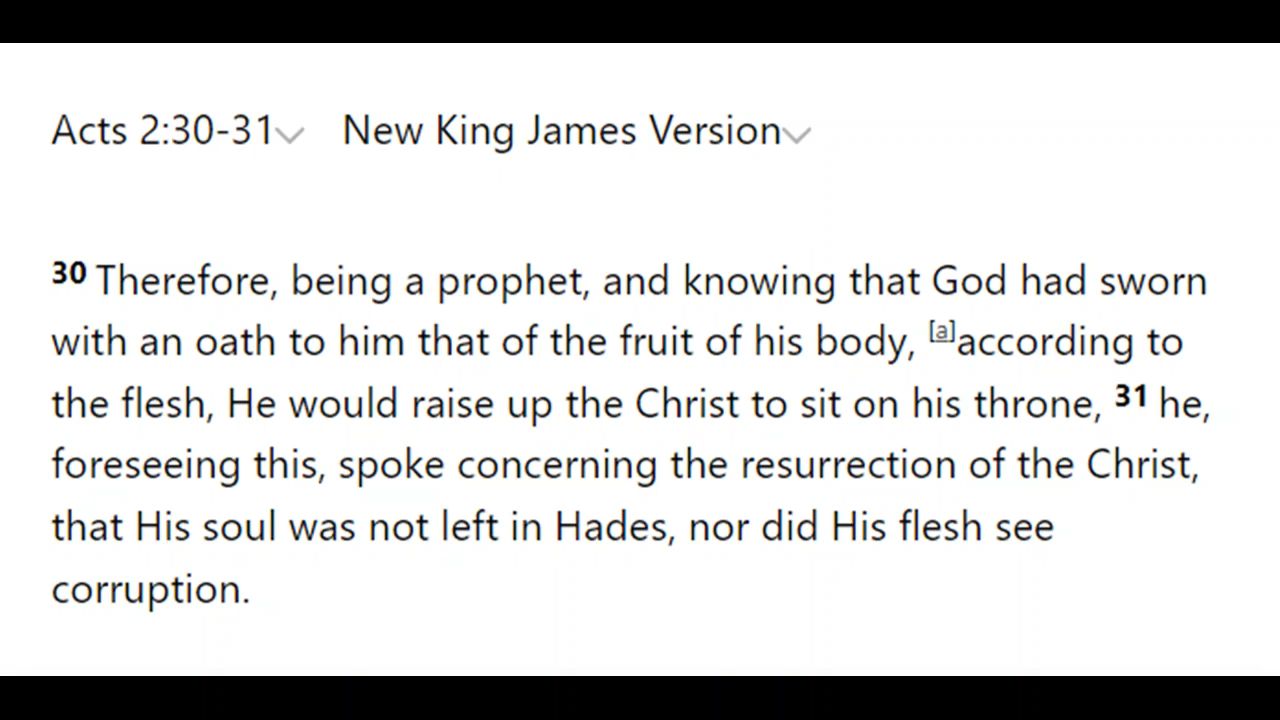 Acts 2:30-31 New King James Version
30 Therefore, being a prophet, and knowing that God had sworn
with an oath to him that of the fruit of his body, [a]according to
the flesh, He would raise up the Christ to sit on his throne, 31 he,
foreseeing this, spoke concerning the resurrection of the Christ,
that His soul was not left in Hades, nor did His flesh see
corruption.